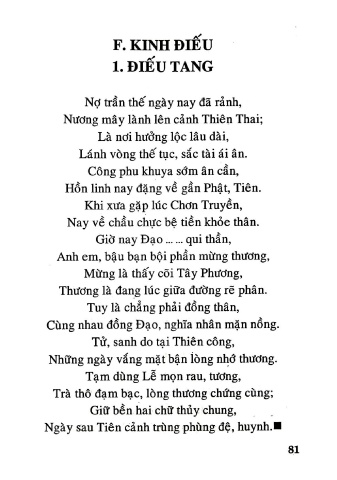 F. KINH ĐIẾU
1. ĐIẾU TANG
Nợ trần thế ngày nay đã rảnh,
Nương mây lành lên cảnh Thiên Thai;
Là nơi hưởng lộc lâu dài,
Lánh vòng thế tục, sắc tài ái ân.
Công phu khuya sớm ân cần,
Hồn linh nay đặng về gần Phật, Tiên.
Khi xưa gặp lúc Chơn Truyền,
Nay về chầu chực bệ tiền khỏe thân.
Giờ nay Đạo ... ... qui thần,
Anh em, bậu bạn bội phần mừng thương,
Mừng là thấy cõi Tây Phương,
Thương là đang lúc giữa đường rẽ phân.
Tuy là chẳng phải đồng thân,
Cùng nhau đồng Đạo, nghĩa nhân mặn nồng.
Tử, sanh do tại Thiên công,
Những ngày vắng mặt bận lòng nhớ thương.
Tạm dùng Lễ mọn rau, tương,
Trà thô đạm bạc, lòng thương chứng cùng;
Giữ bền hai chữ thủy chung,
Ngày sau Tiên cảnh trùng phùng đệ, huynh.■
81